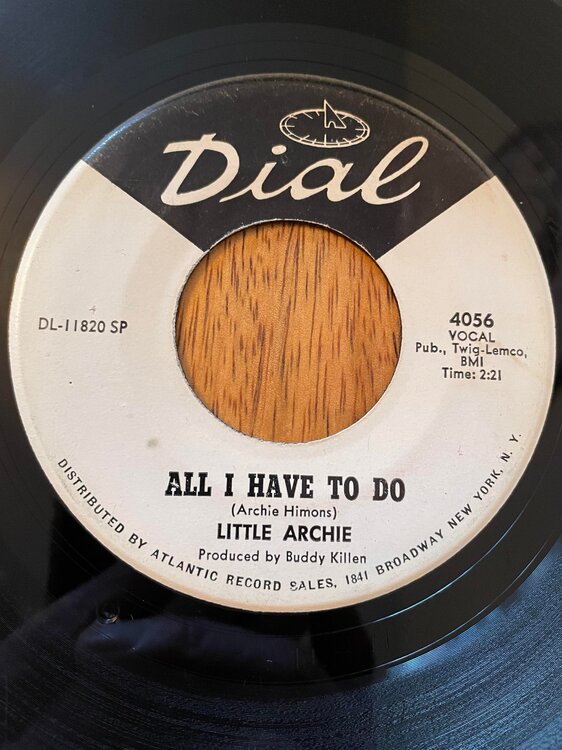 Dial
DL-11820 SP
4056
VOCAL
Pub., Twig-Lemco,
BMI
Time: 2:21
ALL I HAVE TO DO
(Archie Himons)
LITTLE ARCHIE
Produced by Buddy Killen
DISTRIBUTED BY ATLANTIC RECORD SALES, 1841 BROADWAY NEW YORK, N. Y.